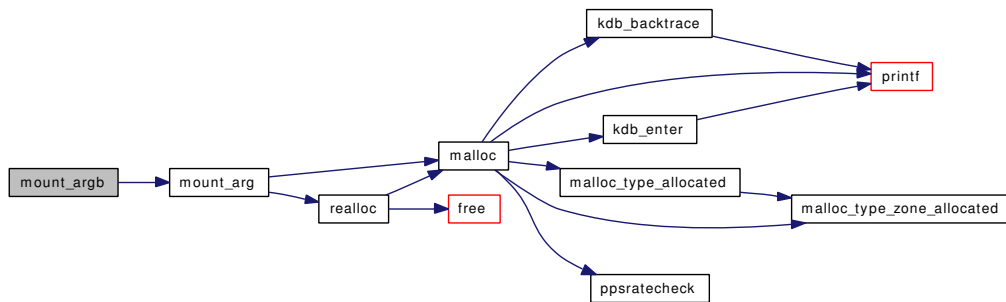 kdb_backtrace
printf
kdb_enter
malloc
mount_argb
mount_arg
malloc_type_allocated
realloc
free
malloc_type_zone_allocated
ppsratecheck